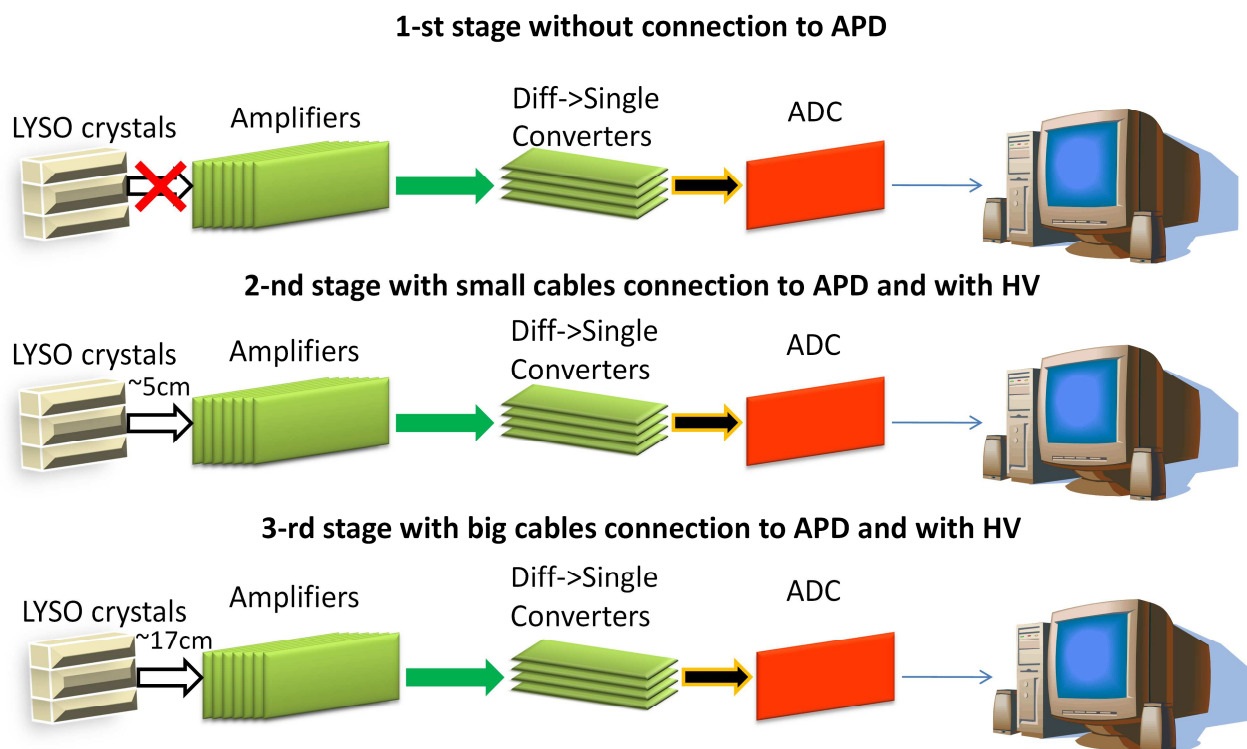 1-st stage without connection to APD
LYSO crystals
Amplifiers
Diff->Single
Converters
ADC
2-nd stage with small cables connection to APD and with HV
LYSO crystals
~5cm
Amplifiers
Diff->Single
Converters
ADC
3-rd stage with big cables connection to APD and with HV
LYSO crystals
~17cm
Amplifiers
Diff->Single
Converters
ADC